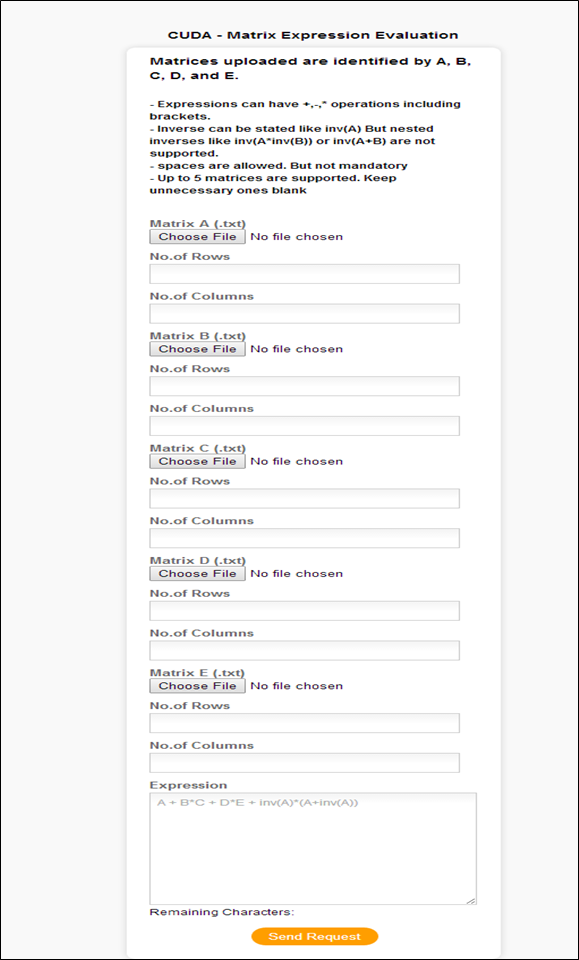 CUDA - Matrix Expression Evaluation
Matrices uploaded are identified by A, B,
C, D, and E.
- Expressions can have +,-,* operations including
brackets.
- Inverse can be stated like inv(A) But nested
inverses like inv(A*inv(B)) or inv(A+B) are not
supported.
- spaces are allowed. But not mandatory
- Up to 5 matrices are supported. Keep
unnecessary ones blank
Matrix A (.txt)
Choose File No file chosen
No.of Rows
No.of Columns
Matrix B (.txt)
Choose File No file chosen
No.of Rows
No.of Columns
Matrix C (.txt)
Choose File No file chosen
No.of Rows
No.of Columns
Matrix D (.txt)
Choose File No file chosen
No.of Rows
No.of Columns
Matrix E (.txt)
Choose File No file chosen
No.of Rows
No.of Columns
Expression
A + B*C + D*E + inv(A)*(A+inv(A))
Remaining Characters:
Send Request